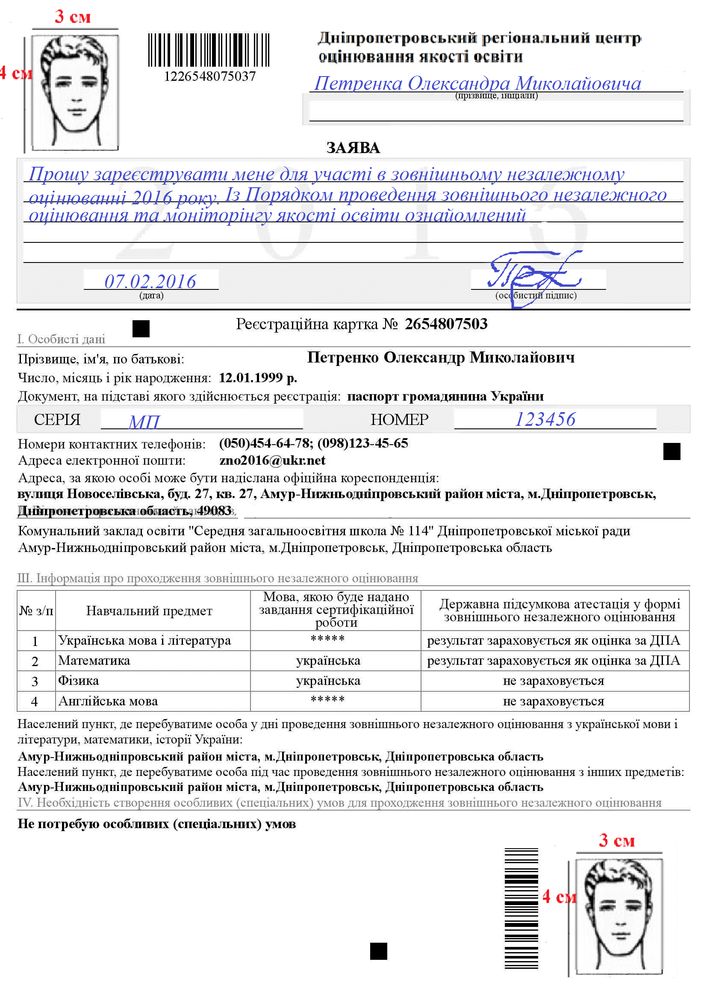 3 см
4 см
1226548075037
Дніпропетровський регіональний центр
оцінювання якості освіти
Петренка Олександра Миколайовича
(прізвище, ініціали)
ЗАЯВА
2016
Прошу зареєструвати мене для участі в зовнішньому незалежному
оцінюванні 2016 року. Із Порядком проведення зовнішнього незалежного
оцінювання та моніторінгу якості освіти ознайомлений.
07.02.2016
(дата)
(особистий підпис)
Реєстраційна картка № 2654807503
І. Особисті дані
Прізвище, ім'я, по батькові: Петренко Олександр Миколайович
Число, місяць і рік народження: 12.01.1999 р.
Документ, на підставі якого здійснюється реєстрація: паспорт громадянина України
СЕРІЯ МП НОМЕР 123456
Номери контактних телефонів: (050)454-64-78; (098)123-45-65
Адреса електронної пошти: zno2016@ukr.net
Адреса, за якою особі може бути надіслана офіційна кореспонденція:
вулиця Новоселівська, буд. 27, кв. 27, Амур-Нижньодніпровський район міста, м.Дніпропетровськ,
Дніпропетровська область, 49083
Комунальний заклад освіти "Середня загальноосвітня школа № 114" Дніпропетровської міської ради
Амур-Нижньодніпровський район міста, м.Дніпропетровськ, Дніпропетровська область
ІІІ. Інформація про проходження зовнішнього незалежного оцінювання
№ з/п Навчальний предмет Мова, якою буде надано завдання сертифікаційної роботи Державна підсумкова атестація у формі зовнішнього незалежного оцінювання
1 Українська мова і література ***** результат зараховується як оцінка за ДПА
2 Математика українська результат зараховується як оцінка за ДПА
3 Фізика українська не зараховується
4 Англійська мова ***** не зараховується
Населений пункт, де перебуватиме особа у дні проведення зовнішнього незалежного оцінювання з української мови і
літератури, математики, історії України:
Амур-Нижньодніпровський район міста, м.Дніпропетровськ, Дніпропетровська область
Населений пункт, де перебуватиме особа під час проведення зовнішнього незалежного оцінювання з інших предметів:
Амур-Нижньодніпровський район міста, м.Дніпропетровськ, Дніпропетровська область
IV. Необхідність створення особливих (спеціальних) умов для проходження зовнішнього незалежного оцінювання
Не потребую особливих (спеціальних) умов
3 см
4 см